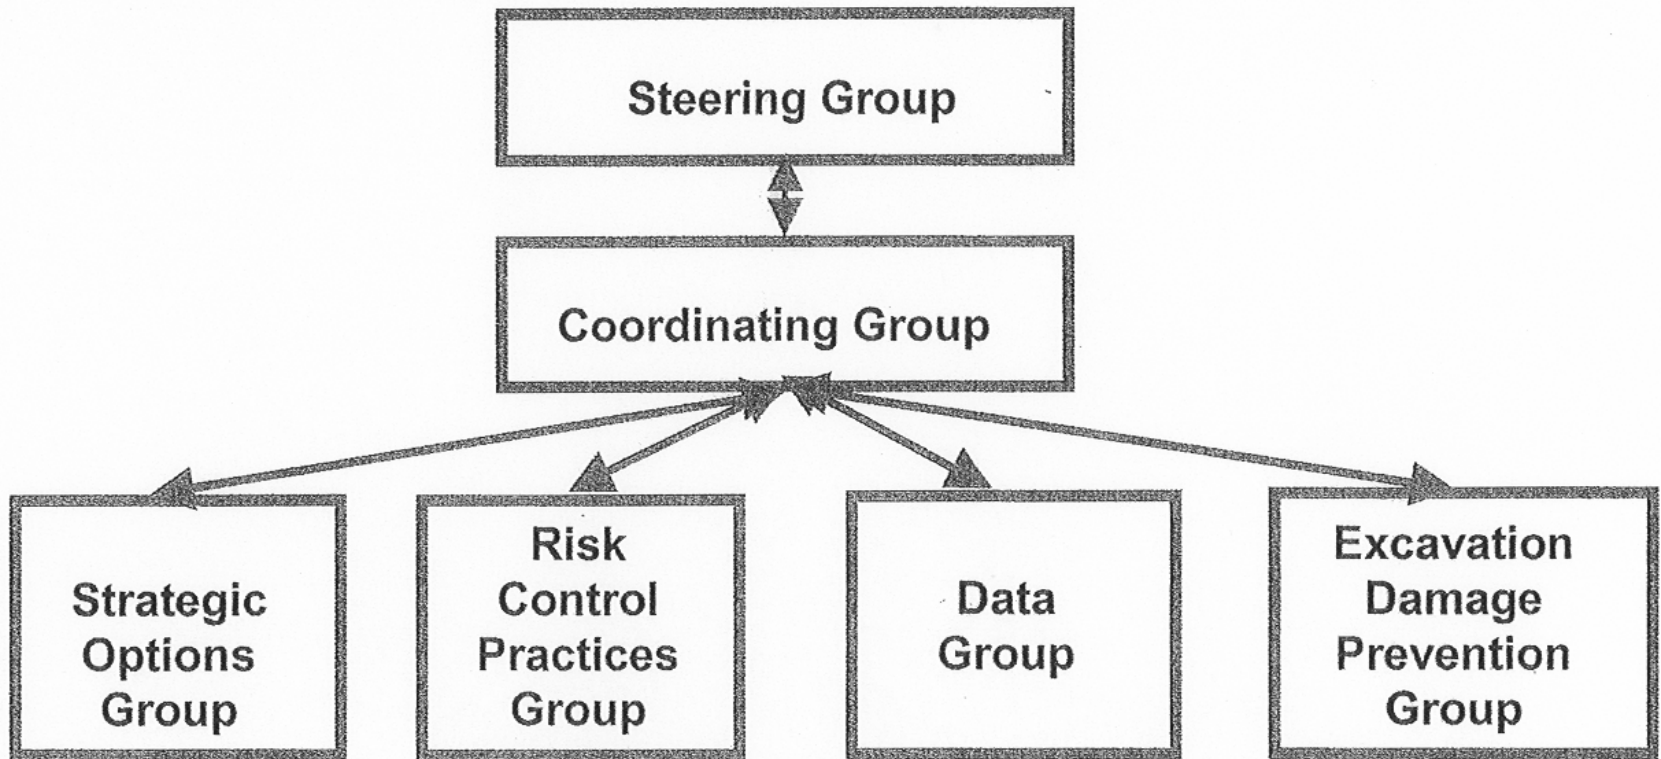 Steering Group
Coordinating Group
Strategic
Options
Group
Risk
Control
Practices
Group
Data
Group
Excavation
Damage
Prevention
Group